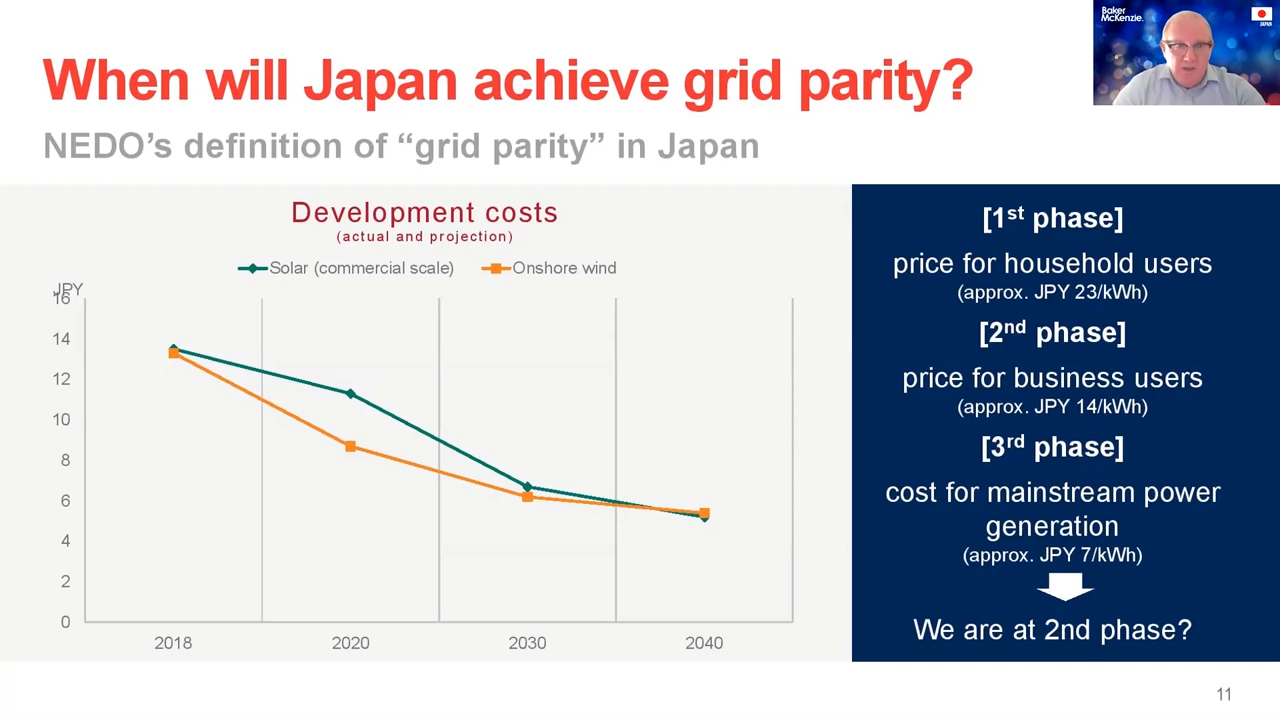 Baker
McKenzie.
JAPAN
When will Japan achieve grid parity?
NEDO's definition of “grid parity” in Japan
Development costs
(actual and projection)
Solar (commercial scale)
Onshore wind
JPY
16
14
12
10
8
6
4
2
0
2018
2020
2030
2040
[1st phase]
price for household users
(approx. JPY 23/kWh)
[2nd phase]
price for business users
(approx. JPY 14/kWh)
[3rd phase]
cost for mainstream power
generation
(approx. JPY 7/kWh)
We are at 2nd phase?
11